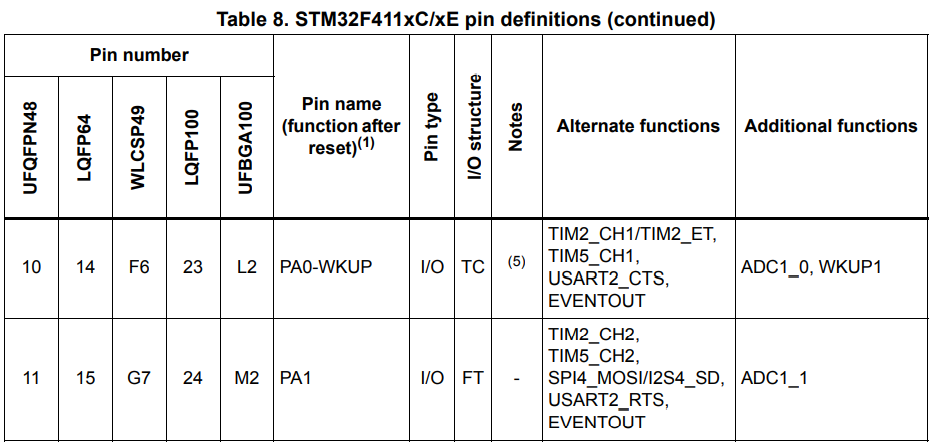 Table 8. STM32F411xC/xE pin definitions (continued)
Pin number
UFQFPN48
LQFP64
WLCSP49
LQFP100
UFBGA100
Pin name
(function after
reset)(1)
Pin type
I/O structure
Notes
Alternate functions
Additional functions
10 14 F6 23 L2 PA0-WKUP I/O TC (5)
TIM2_CH1/TIM2_ET,
TIM5_CH1,
USART2_CTS,
EVENTOUT
ADC1_0, WKUP1
11 15 G7 24 M2 PA1 I/O FT -
TIM2_CH2,
TIM5_CH2,
SPI4_MOSI/I2S4_SD,
USART2_RTS,
EVENTOUT
ADC1_1